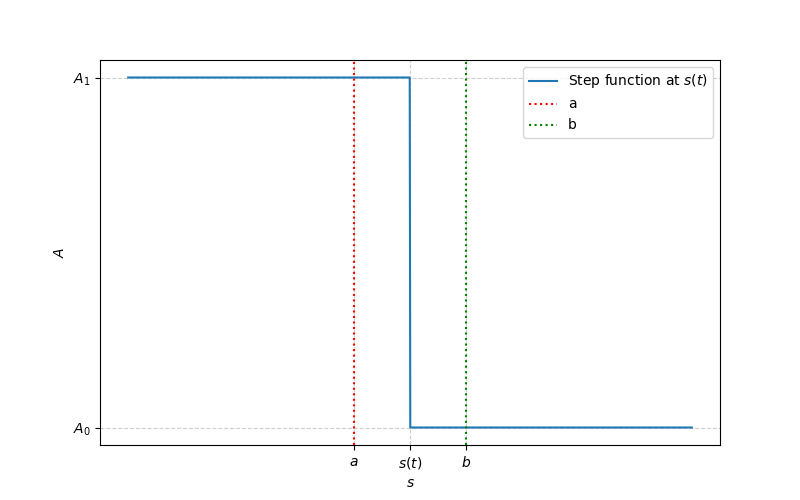 A₁
Step function at s(t)
a
b
A
A₀
a s(t) b
s